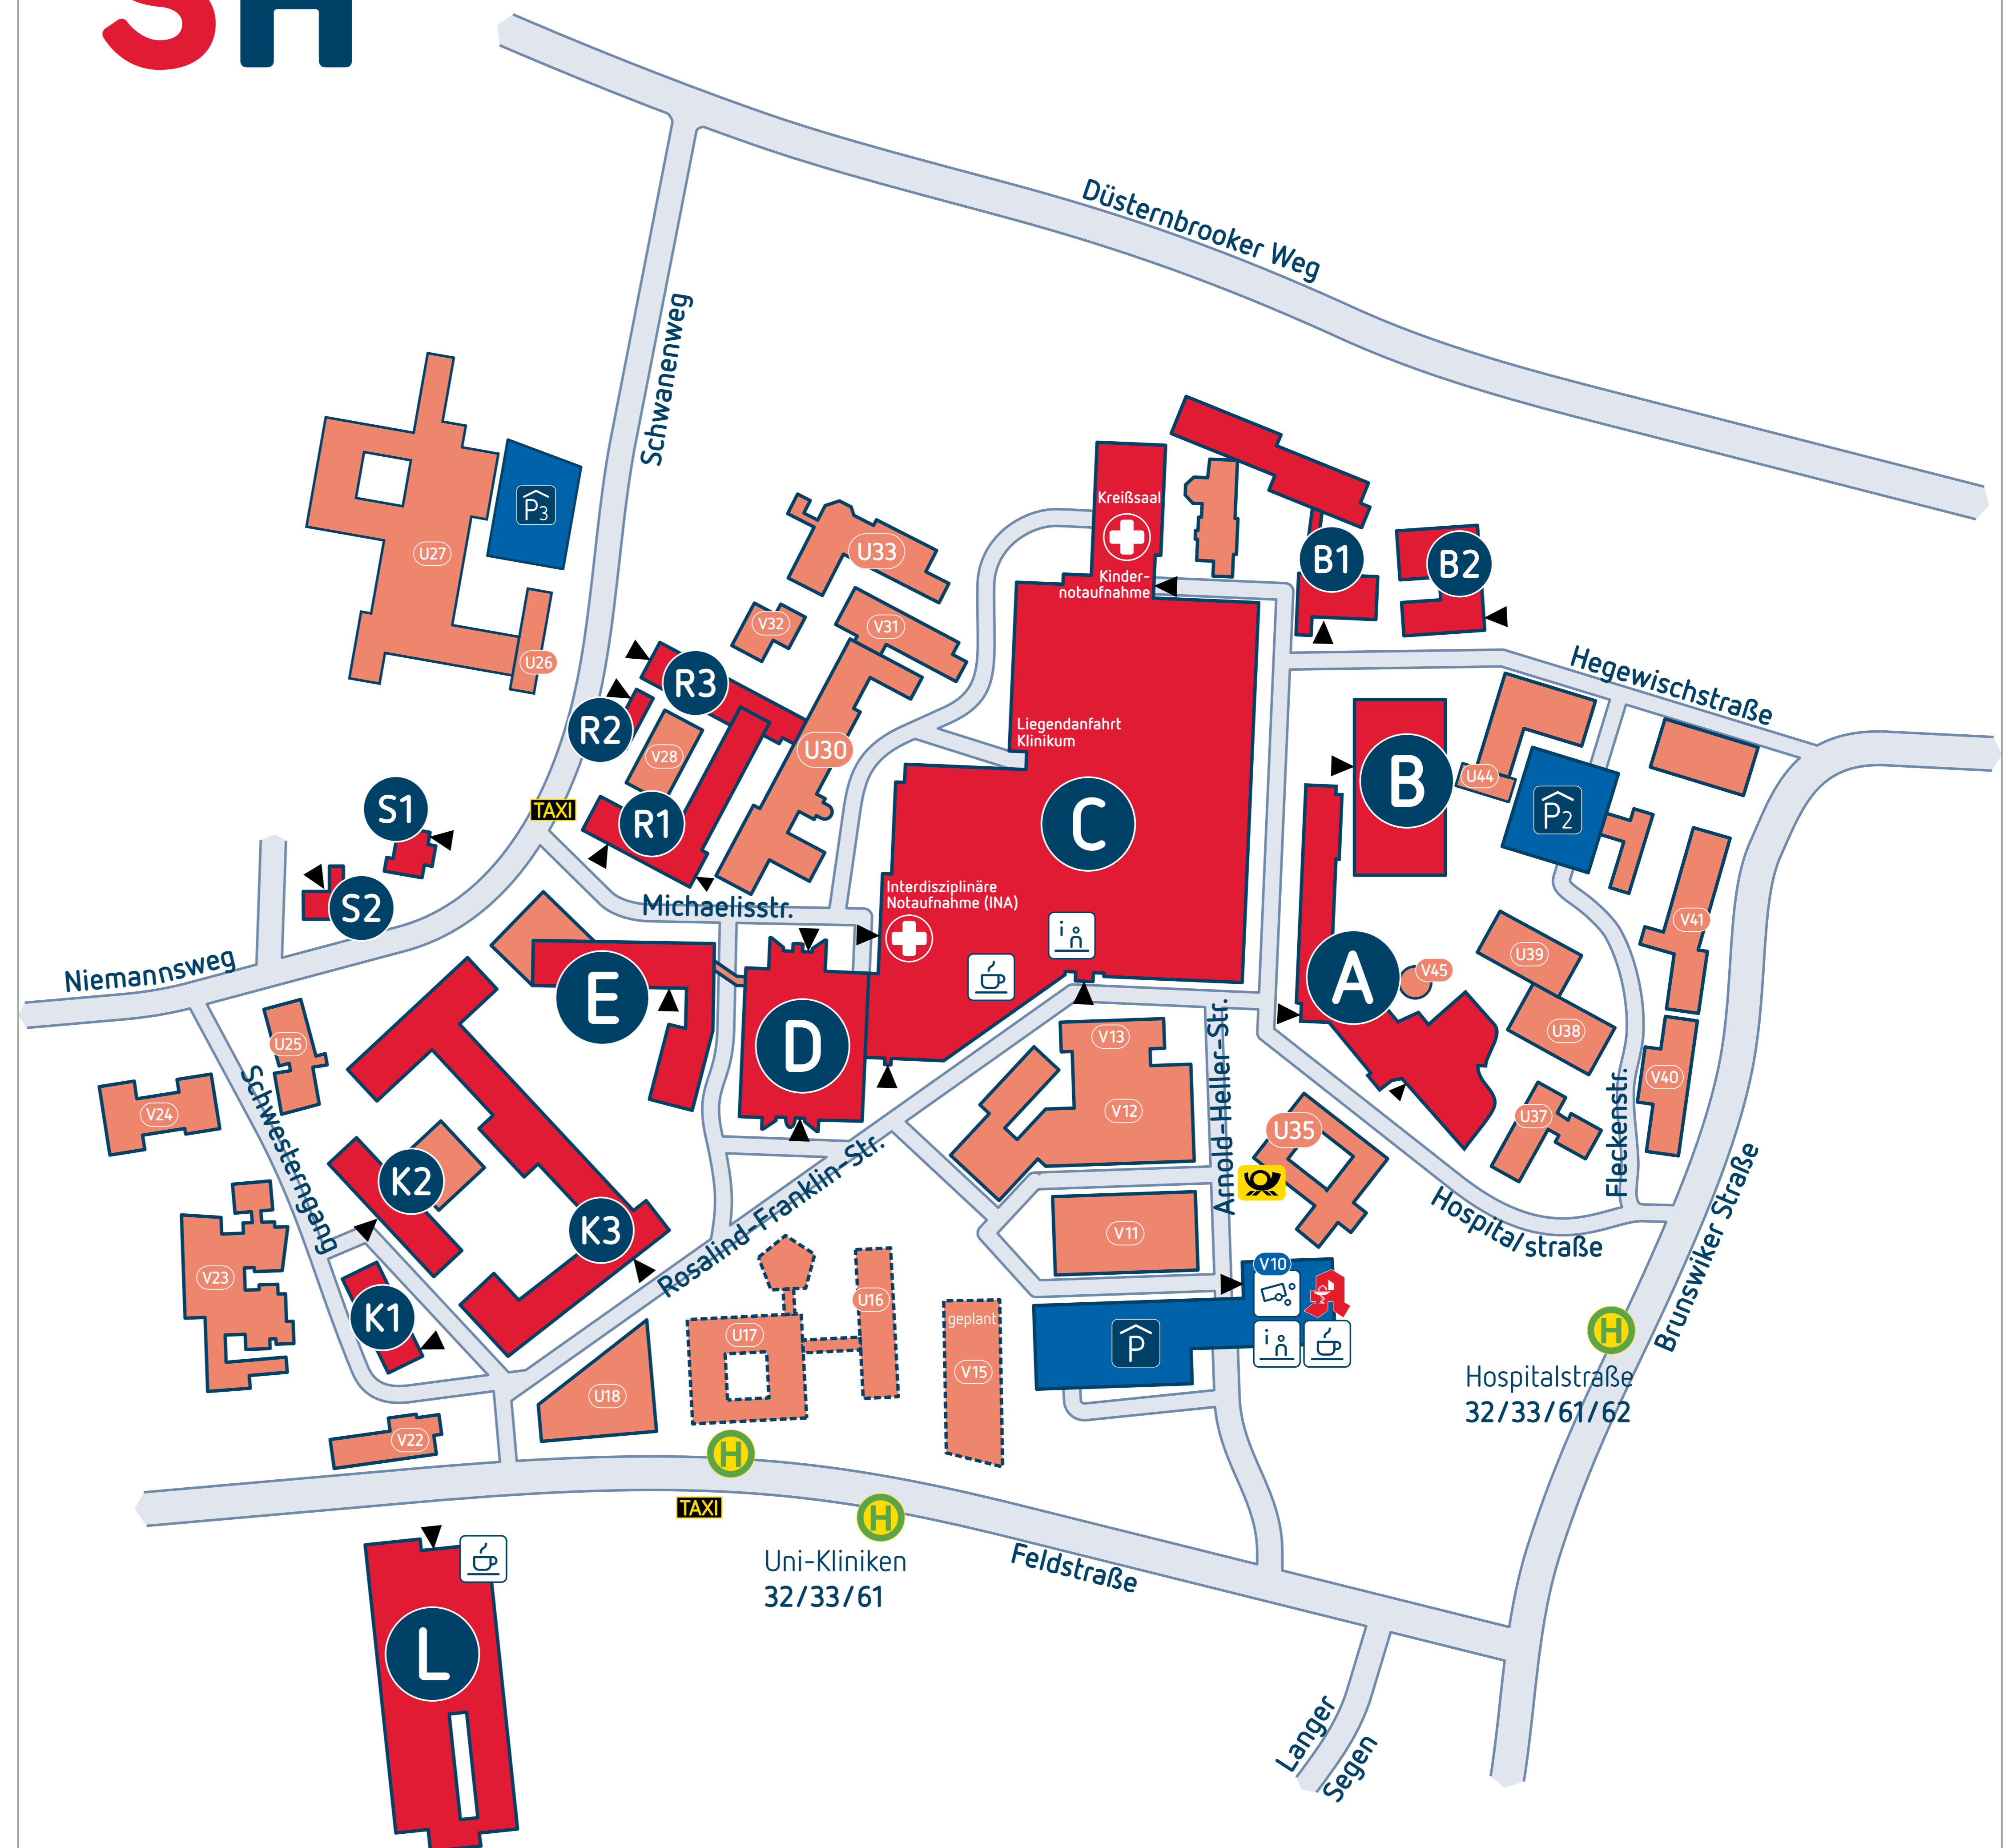 SH
Düsternbrooker Weg
Schwanenweg
P3
U27
U26
U33
V32
V31
R3
R2
V28
U30
R1
TAXI
S1
S2
Kreißsaal
Kinder-
notaufnahme
B1
B2
Hegewischstraße
Liegendanfahrt
Klinikum
C
B
U44
P2
Interdisziplinäre
Notaufnahme (INA)
i
Michaelisstr.
Niemannsweg
E
D
A
V45
U39
U38
V41
V40
U37
Fleckenstr.
U25
V24
Schwesterngang
K2
K3
K1
V23
V22
V13
V12
V11
Arnold-Heller-Str.
U35
Hospitalstraße
Brunswiker Straße
Rosalind-Franklin-Str.
V10
i
P
U16
U17
U18
geplant
V15
H
Hospitalstraße
32/33/61/62
H
TAXI
H
Uni-Kliniken
32/33/61
Feldstraße
L
Langer
Segen